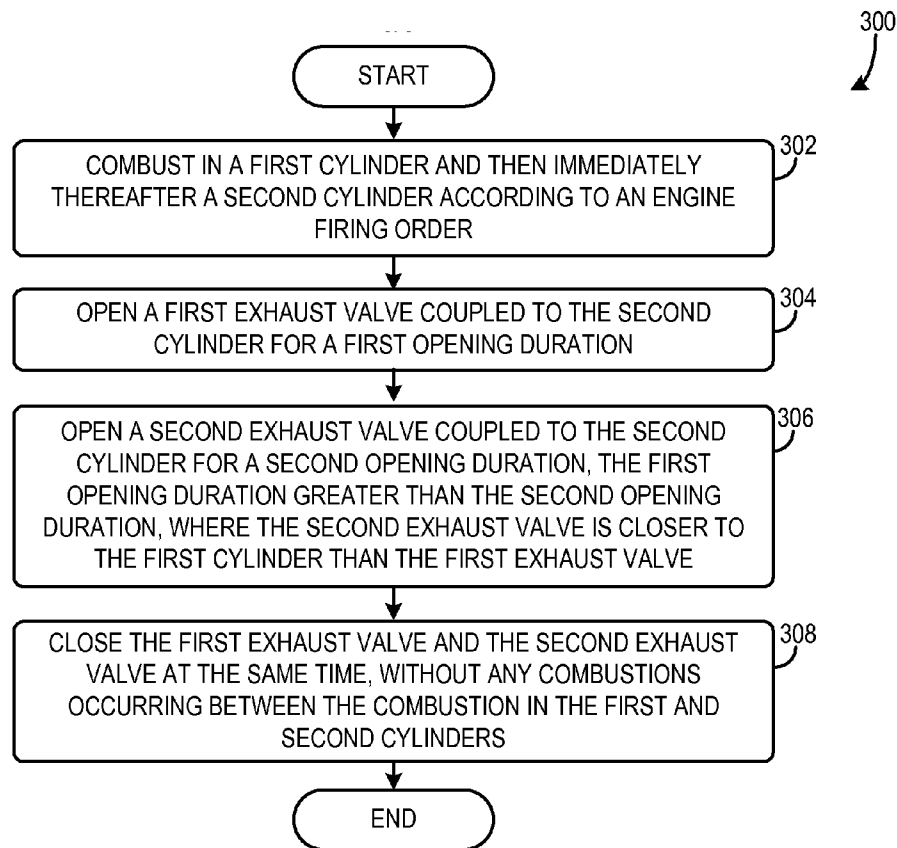 300
START
302
COMBUST IN A FIRST CYLINDER AND THEN IMMEDIATELY
THEREAFTER A SECOND CYLINDER ACCORDING TO AN ENGINE
FIRING ORDER
304
OPEN A FIRST EXHAUST VALVE COUPLED TO THE SECOND
CYLINDER FOR A FIRST OPENING DURATION
306
OPEN A SECOND EXHAUST VALVE COUPLED TO THE SECOND
CYLINDER FOR A SECOND OPENING DURATION, THE FIRST
OPENING DURATION GREATER THAN THE SECOND OPENING
DURATION, WHERE THE SECOND EXHAUST VALVE IS CLOSER TO
THE FIRST CYLINDER THAN THE FIRST EXHAUST VALVE
308
CLOSE THE FIRST EXHAUST VALVE AND THE SECOND EXHAUST
VALVE AT THE SAME TIME, WITHOUT ANY COMBUSTIONS
OCCURRING BETWEEN THE COMBUSTION IN THE FIRST AND
SECOND CYLINDERS
END